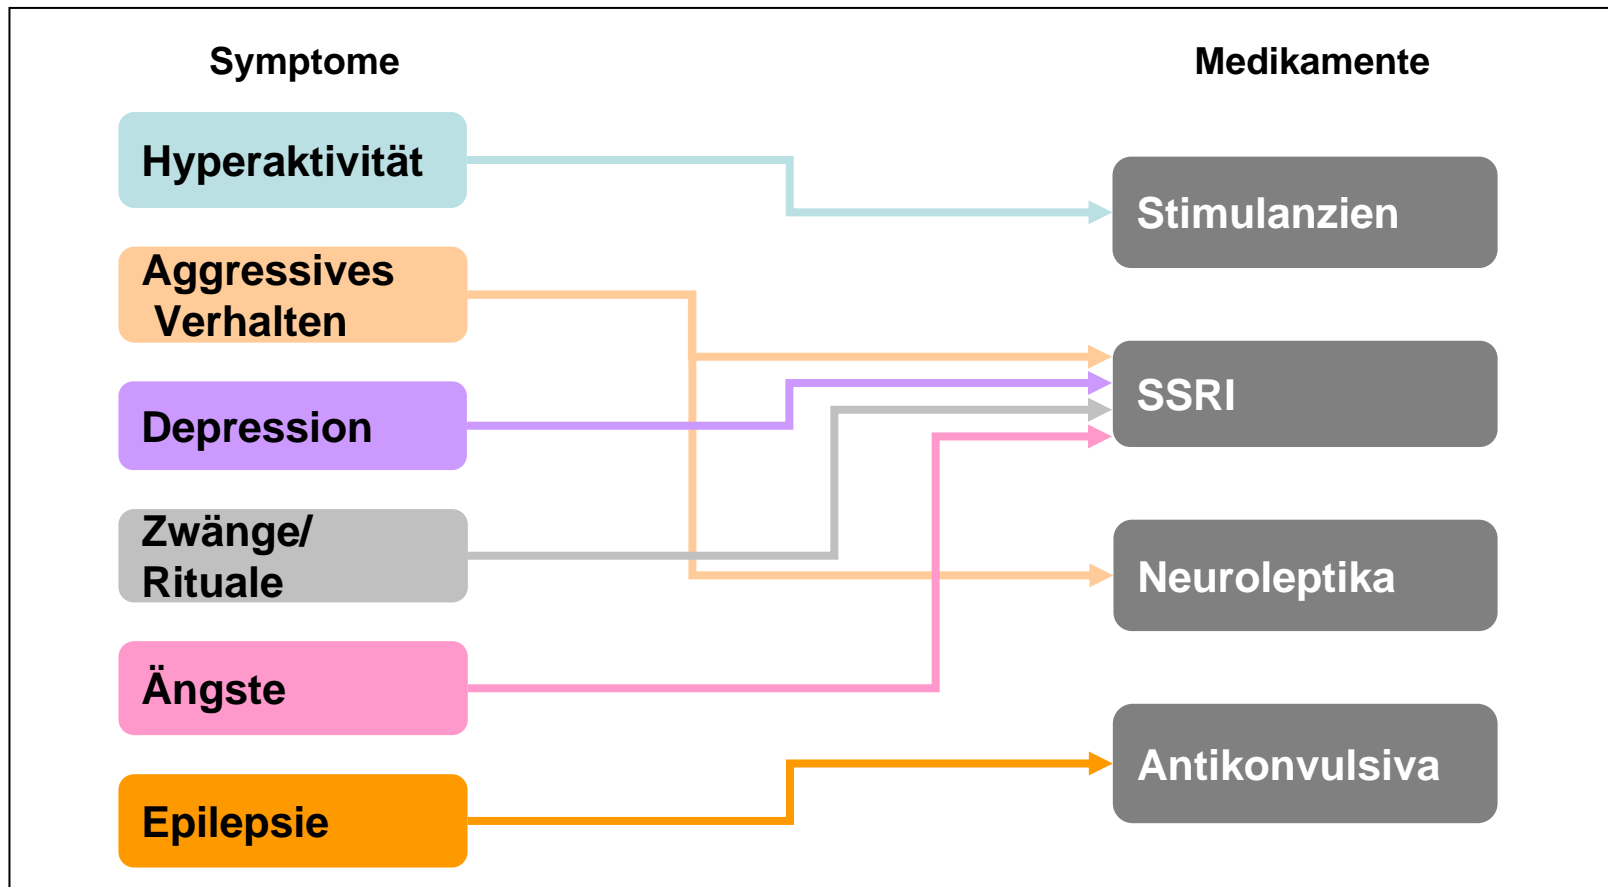 Symptome
Medikamente
Hyperaktivität
Aggressives
Verhalten
Depression
Zwänge/
Rituale
Ängste
Epilepsie
Stimulanzien
SSRI
Neuroleptika
Antikonvulsiva